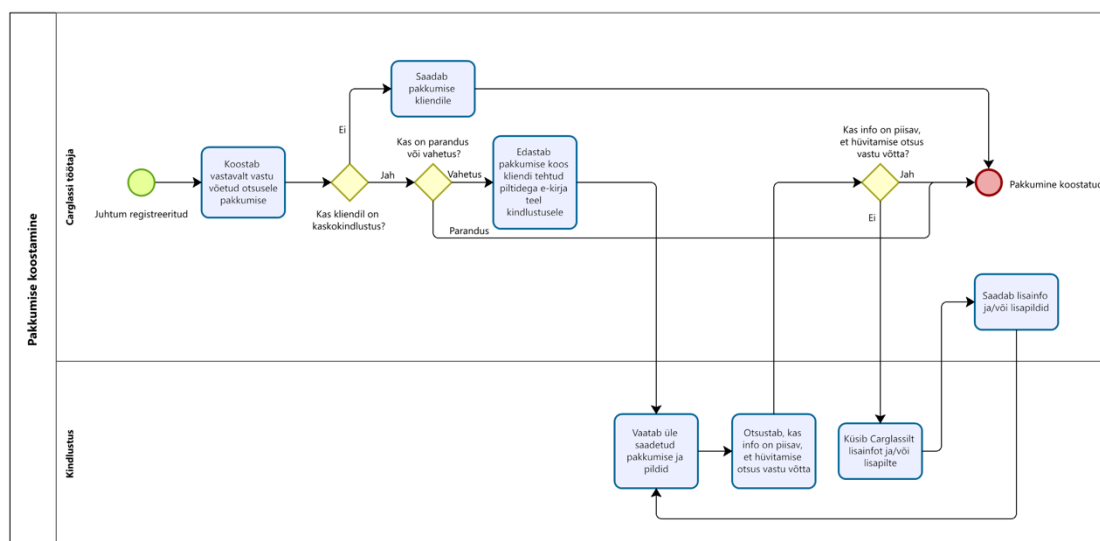 Pakkumise koostamine
Carglassi töötaja
Saadab
pakkumise
kliendile
Ei
Kas on parandus
või vahetus?
Kas info on piisav,
et hüvitamise otsus
vastu võtta?
Koostab
vastavalt vastu
võetud otsusele
pakkumise
Edastab
pakkumise koos
kliendi tehtud
piltidega e-kirja
teel
kindlustusele
Jah
Vahetus
Jah
Juhtum registreeritud
Kas kliendil on
kaskokindlustus?
Pakkumine koostatud
Parandus
Ei
Saadab lisainfo
ja/või lisapildid
Kindlustus
Vaatab üle
saadetud
pakkumise ja
pildid
Otsustab, kas
info on piisav,
et hüvitamise
otsus vastu võtta
Küsib Carglassilt
lisainfot ja/või
lisapilte